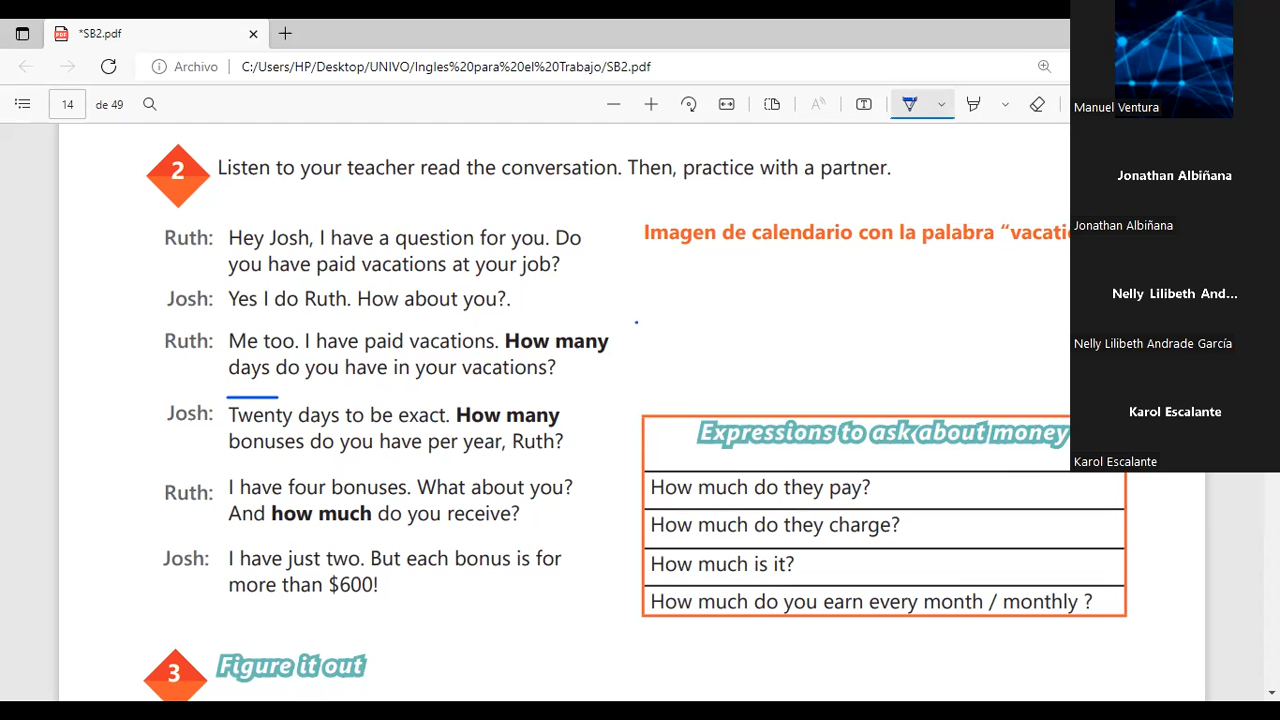 *SB2.pdf
Archivo
C:/Users/HP/Desktop/UNIVO/Ingles%20para%20el%20Trabajo/SB2.pdf
14
de 49
2
Listen to your teacher read the conversation. Then, practice with a partner.
Ruth: Hey Josh, I have a question for you. Do
you have paid vacations at your job?
Josh: Yes I do Ruth. How about you?.
Ruth: Me too. I have paid vacations. How many
days do you have in your vacations?
Josh: Twenty days to be exact. How many
bonuses do you have per year, Ruth?
Ruth: I have four bonuses. What about you?
And how much do you receive?
Josh: I have just two. But each bonus is for
more than $600!
Imagen de calendario con la palabra “vacati
Expressions to ask about money
How much do they pay?
How much do they charge?
How much is it?
How much do you earn every month / monthly ?
3
Figure it out
Manuel Ventura
Jonathan Albiñana
Jonathan Albiñana
Nelly Lilibeth And...
Nelly Lilibeth Andrade García
Karol Escalante
Karol Escalante